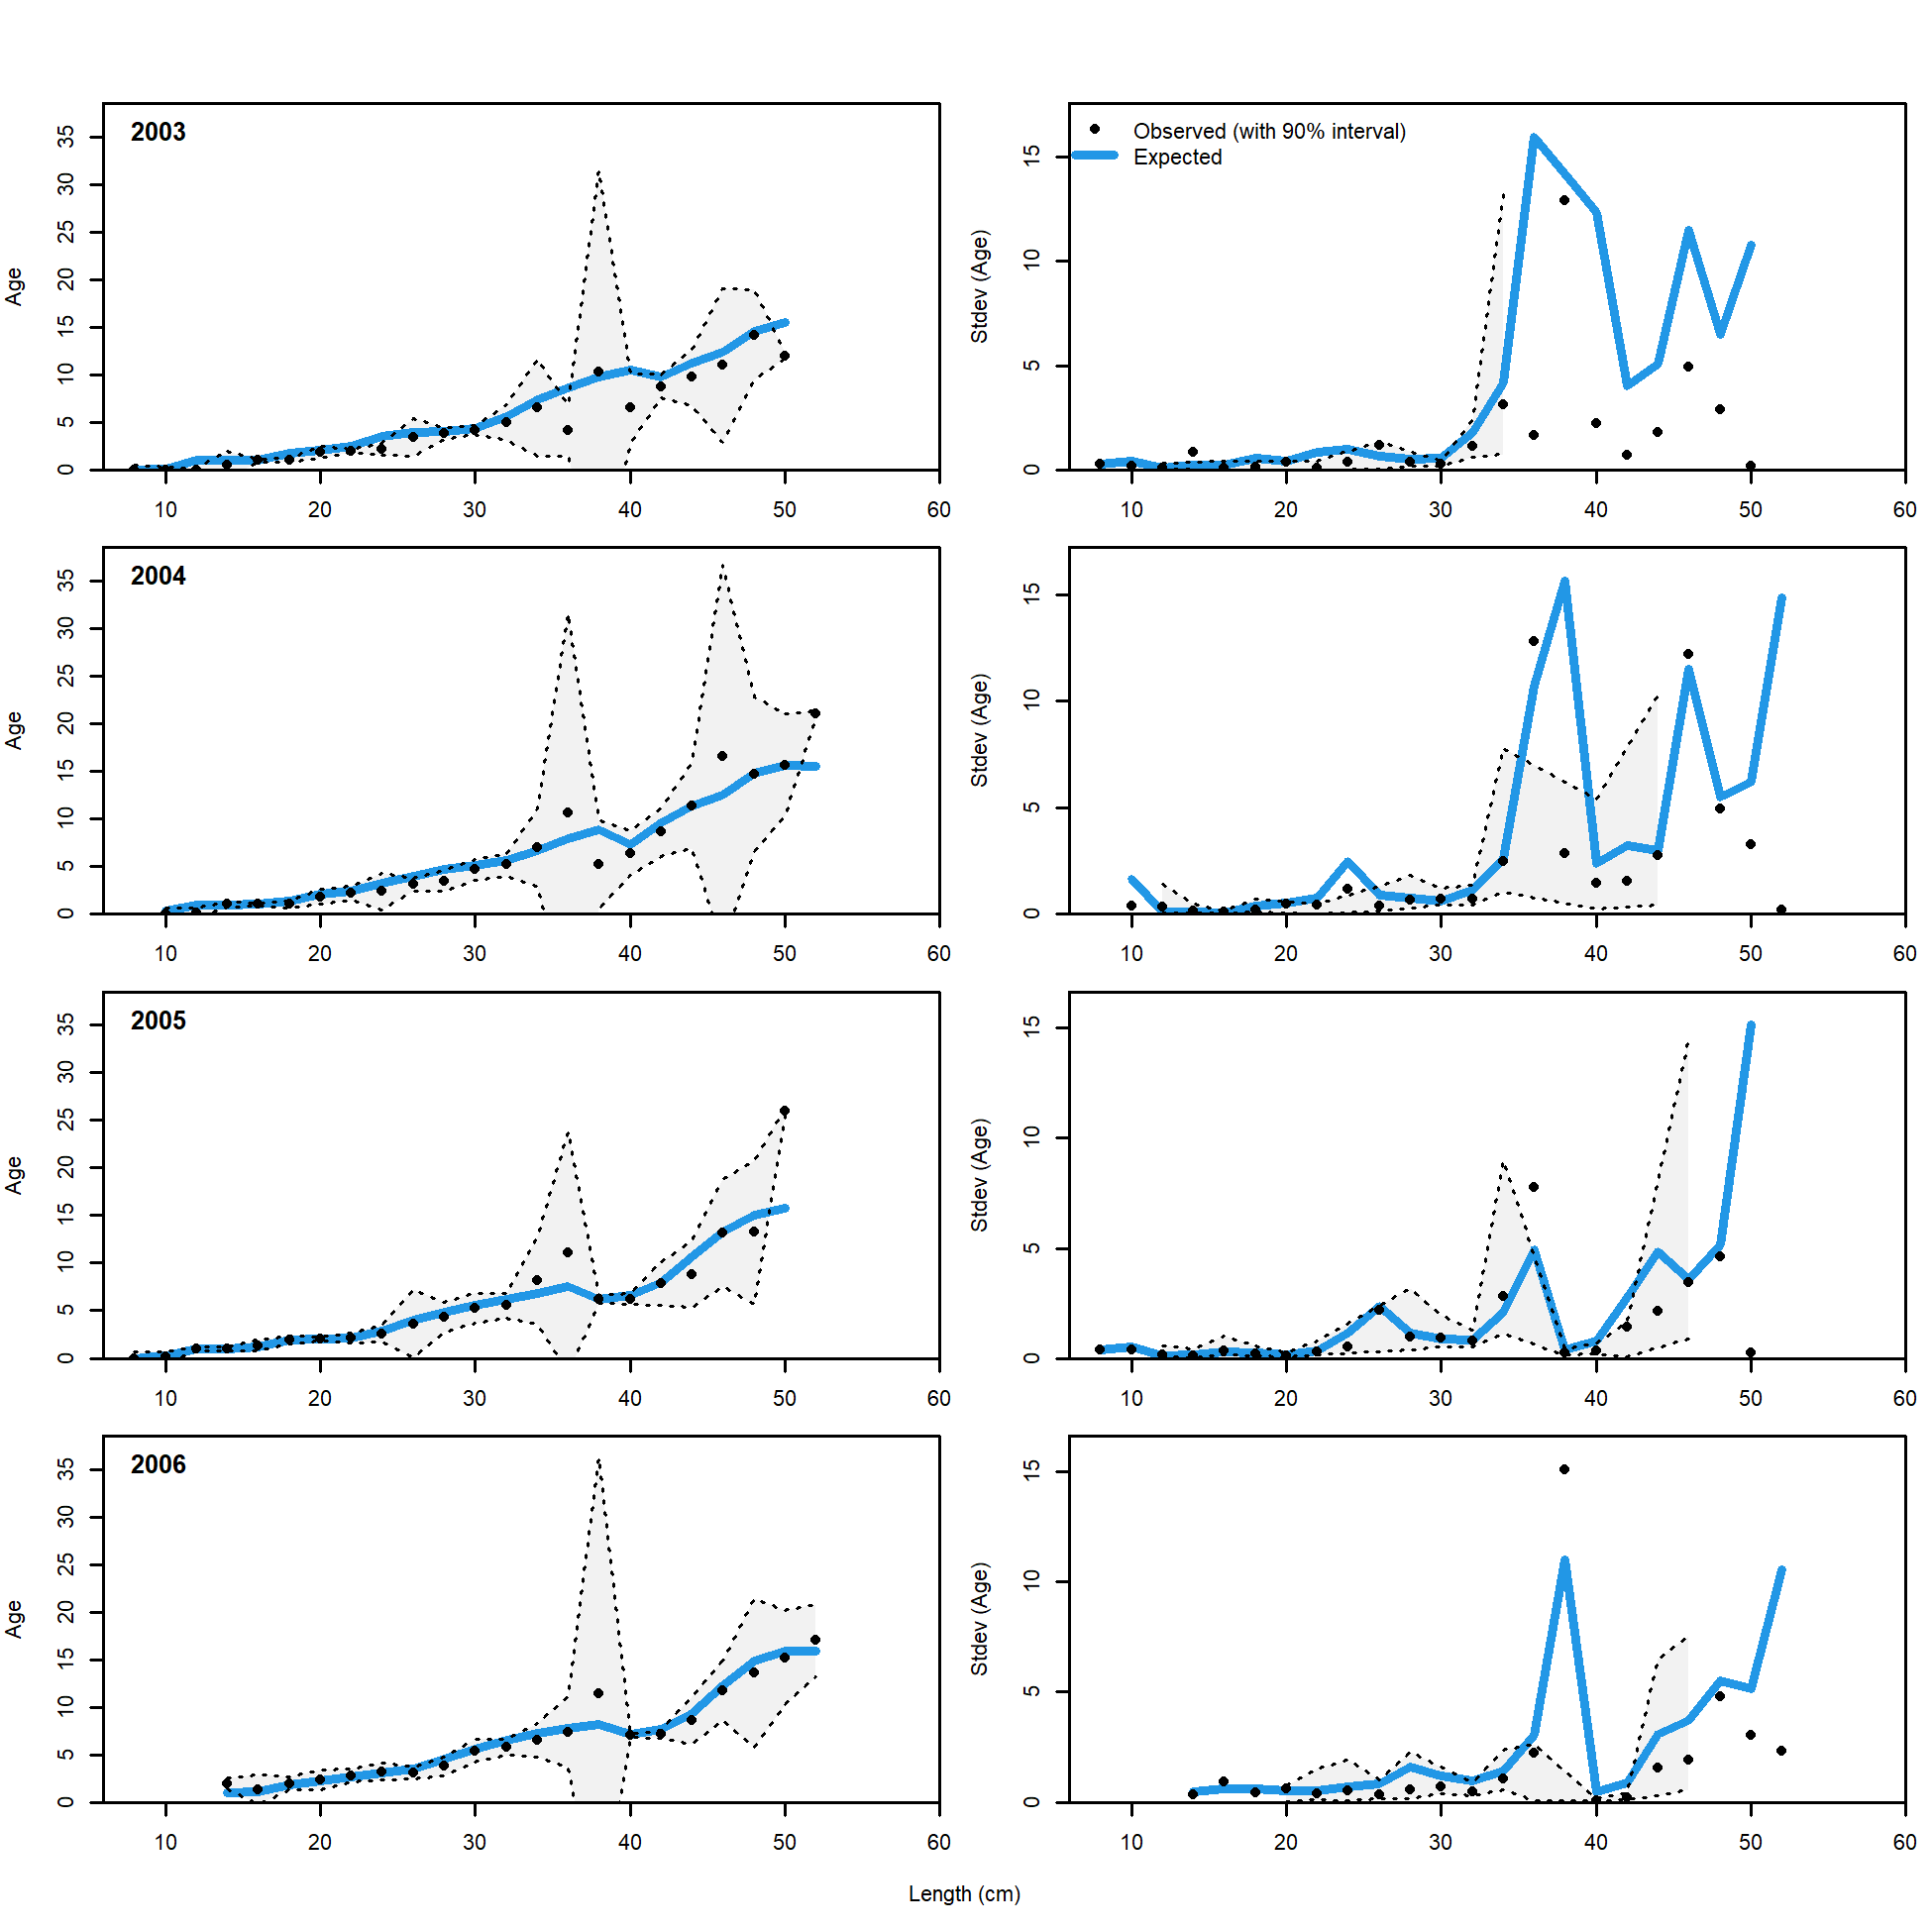 2003
Age
0 5 10 15 20 25 30 35
10 20 30 40 50 60
Observed (with 90% interval)
Expected
Stdev (Age)
0 5 10 15
10 20 30 40 50 60
2004
Age
0 5 10 15 20 25 30 35
10 20 30 40 50 60
Stdev (Age)
0 5 10 15
10 20 30 40 50 60
2005
Age
0 5 10 15 20 25 30 35
10 20 30 40 50 60
Stdev (Age)
0 5 10 15
10 20 30 40 50 60
2006
Age
0 5 10 15 20 25 30 35
10 20 30 40 50 60
Stdev (Age)
0 5 10 15
10 20 30 40 50 60
Length (cm)